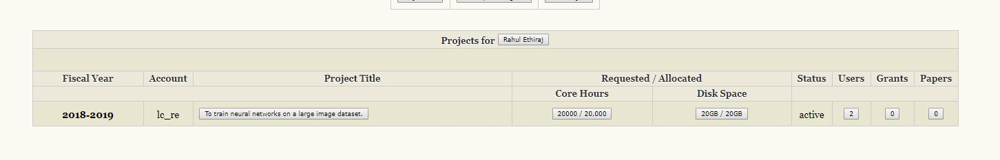 Projects for Rahul Ethiraj
Fiscal Year Account Project Title Requested / Allocated Status Users Grants Papers
Core Hours Disk Space
2018-2019 lc_re To train neural networks on a large image dataset. 20000 / 20,000 20GB / 20GB active 2 0 0